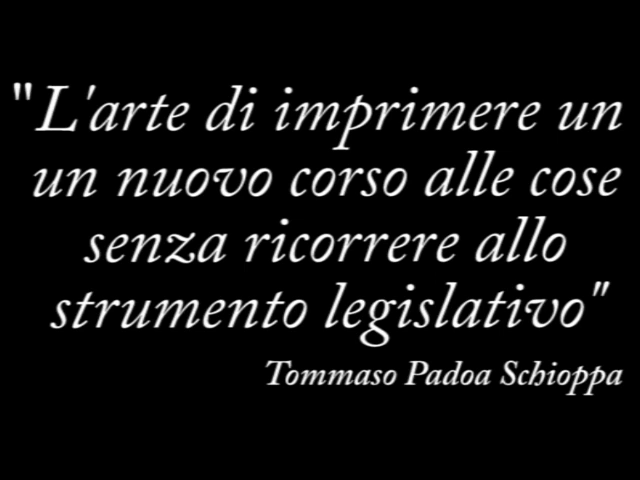 "L'arte di imprimere un
un nuovo corso alle cose
senza ricorrere allo
strumento legislativo"
Tommaso Padoa Schioppa